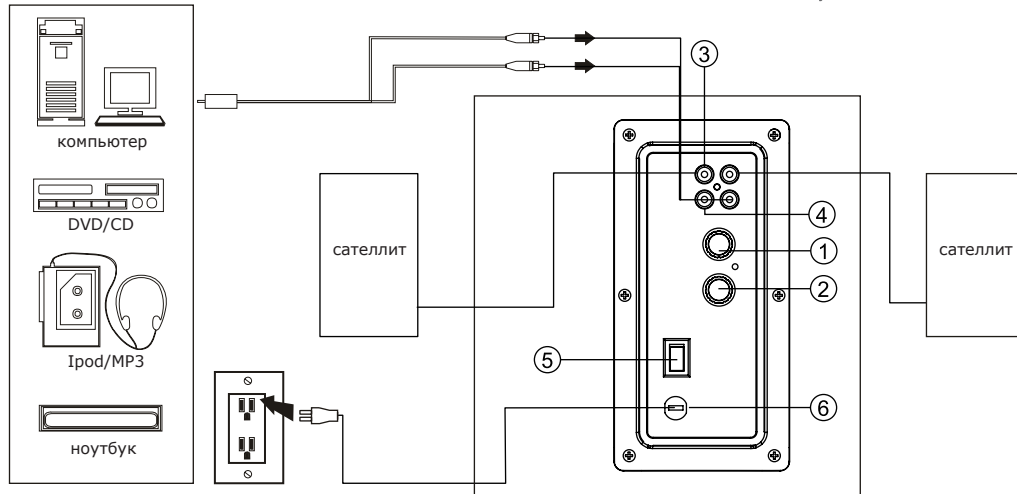 компьютер
DVD/CD
Ipod/MP3
ноутбук
сателлит
сателлит
3
4
1
2
5
6